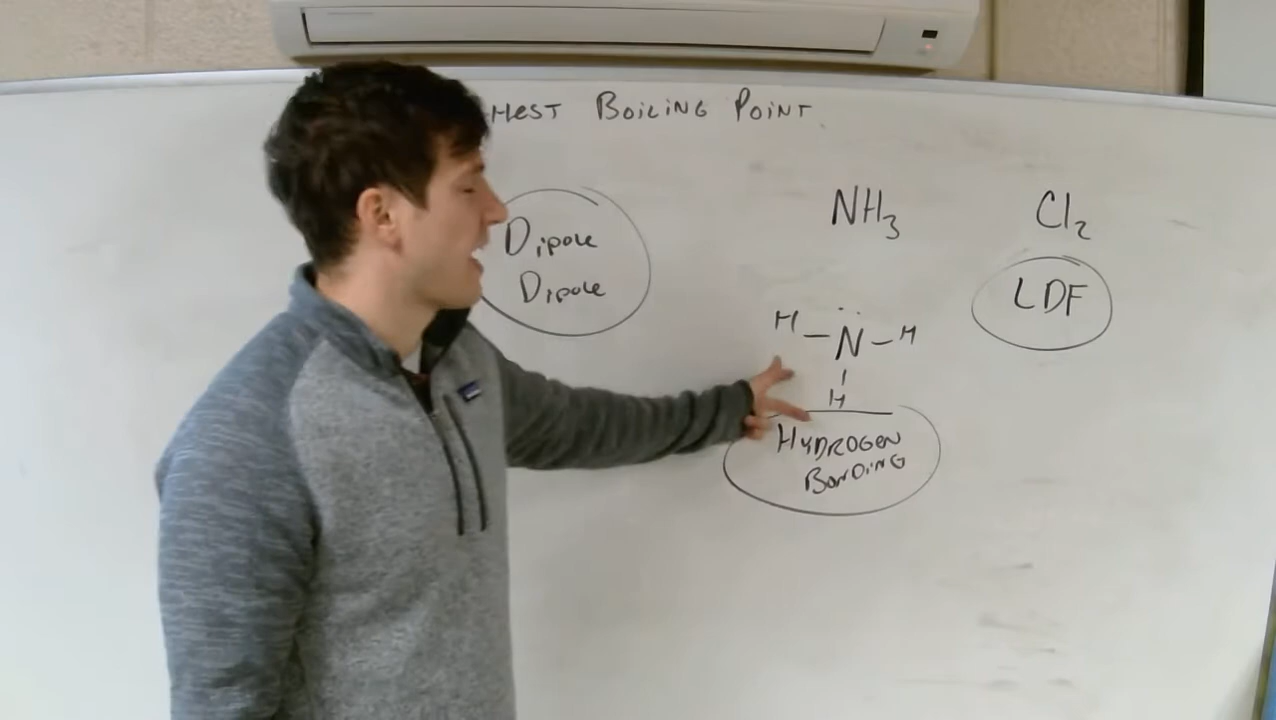 HEST BOILING POINT
NH₃
Cl₂
Dipole
Dipole
LDF
H – N – H
H
HYDROGEN
BONDING